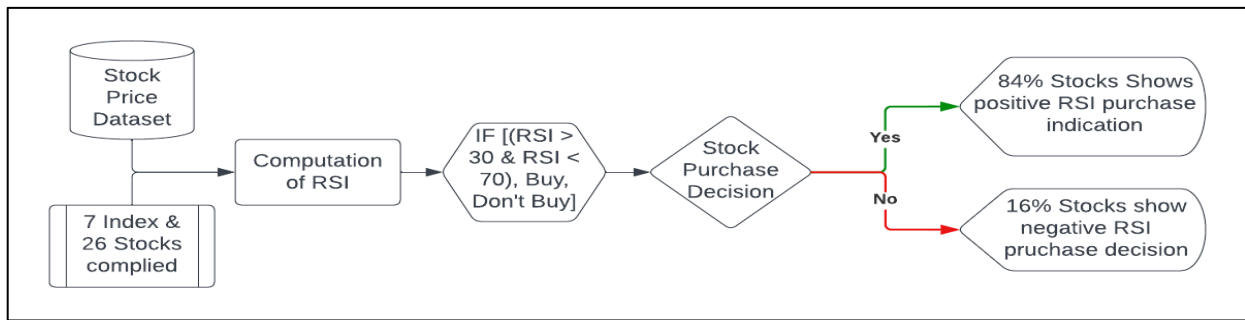 Stock
Price
Dataset
7 Index &
26 Stocks
complied
Computation
of RSI
IF [(RSI >
30 & RSI <
70), Buy,
Don't Buy]
Stock
Purchase
Decision
Yes
No
84% Stocks Shows
positive RSI purchase
indication
16% Stocks show
negative RSI
pruchase decision